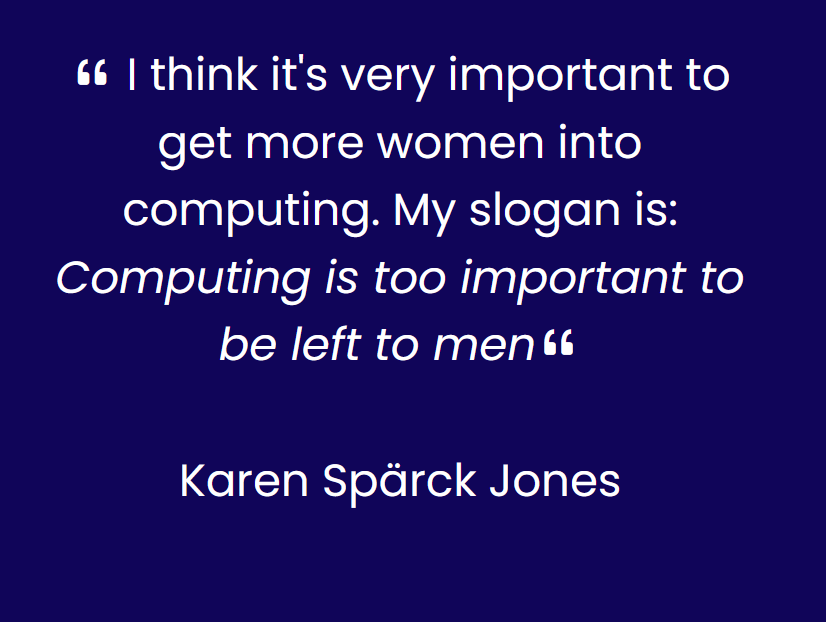 “ I think it's very important to
get more women into
computing. My slogan is:
Computing is too important to
be left to men“
Karen Spärck Jones